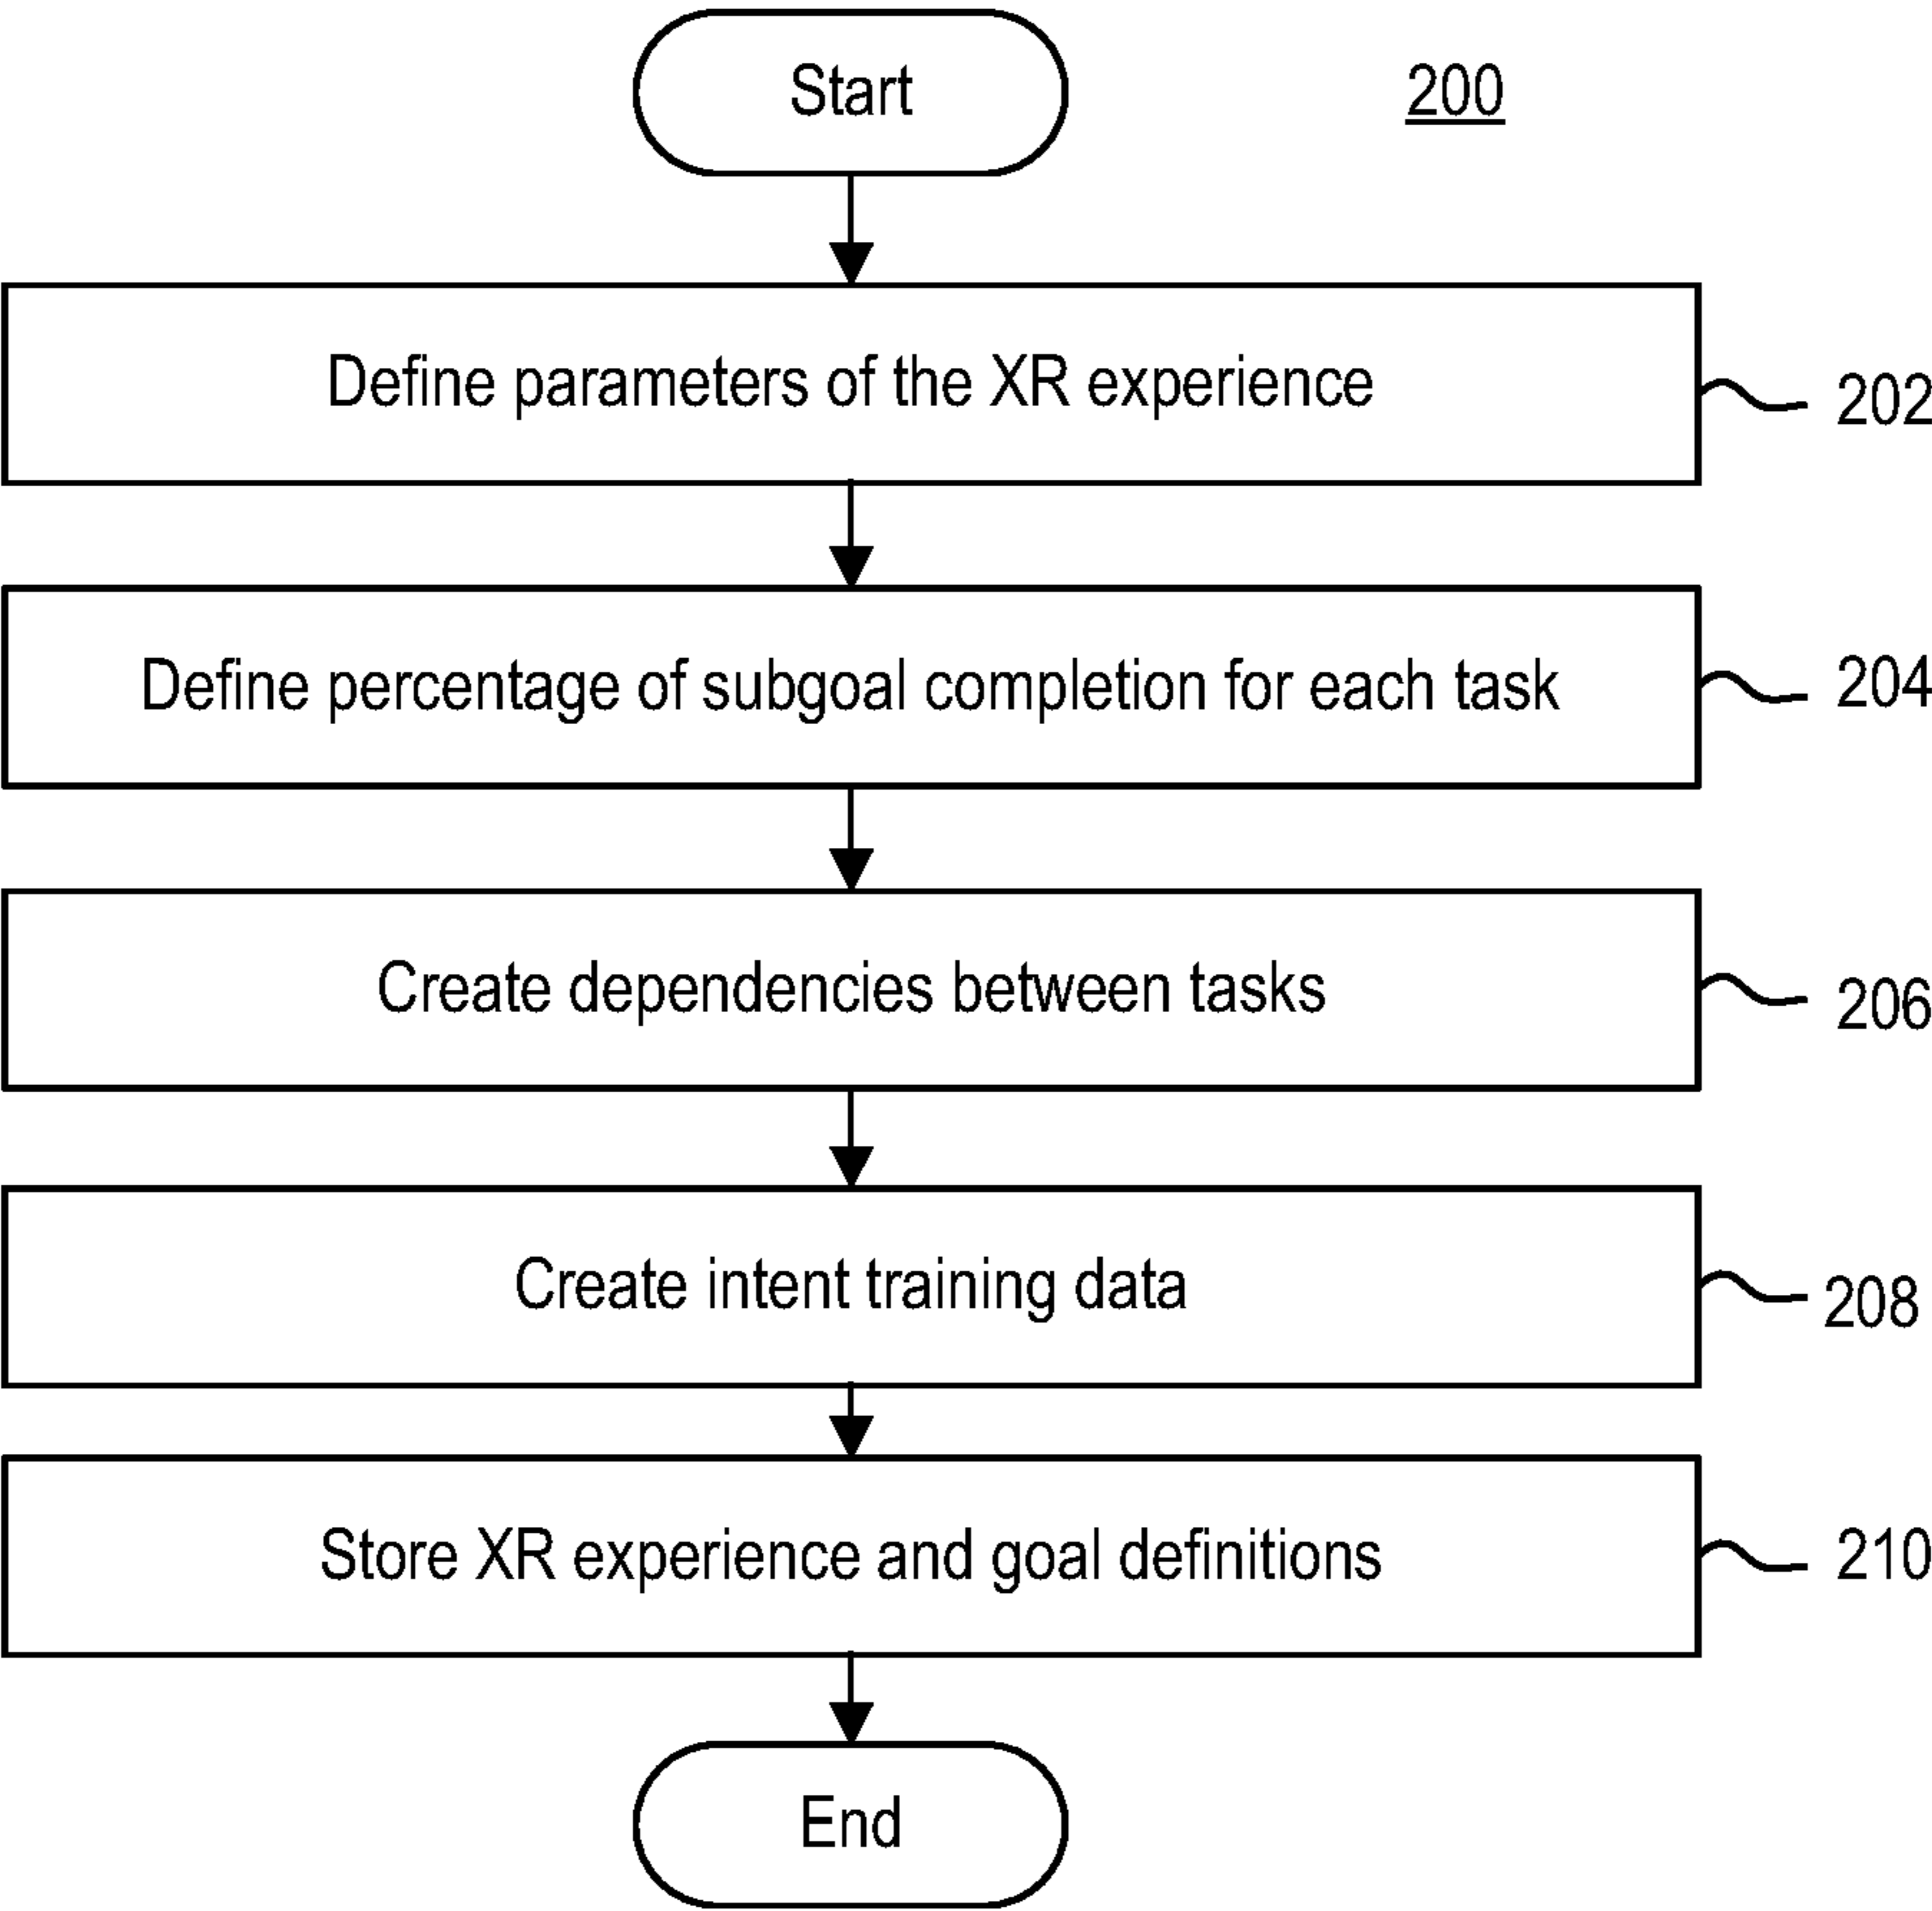 Start
200
Define parameters of the XR experience
202
Define percentage of subgoal completion for each task
204
Create dependencies between tasks
206
Create intent training data
208
Store XR experience and goal definitions
210
End